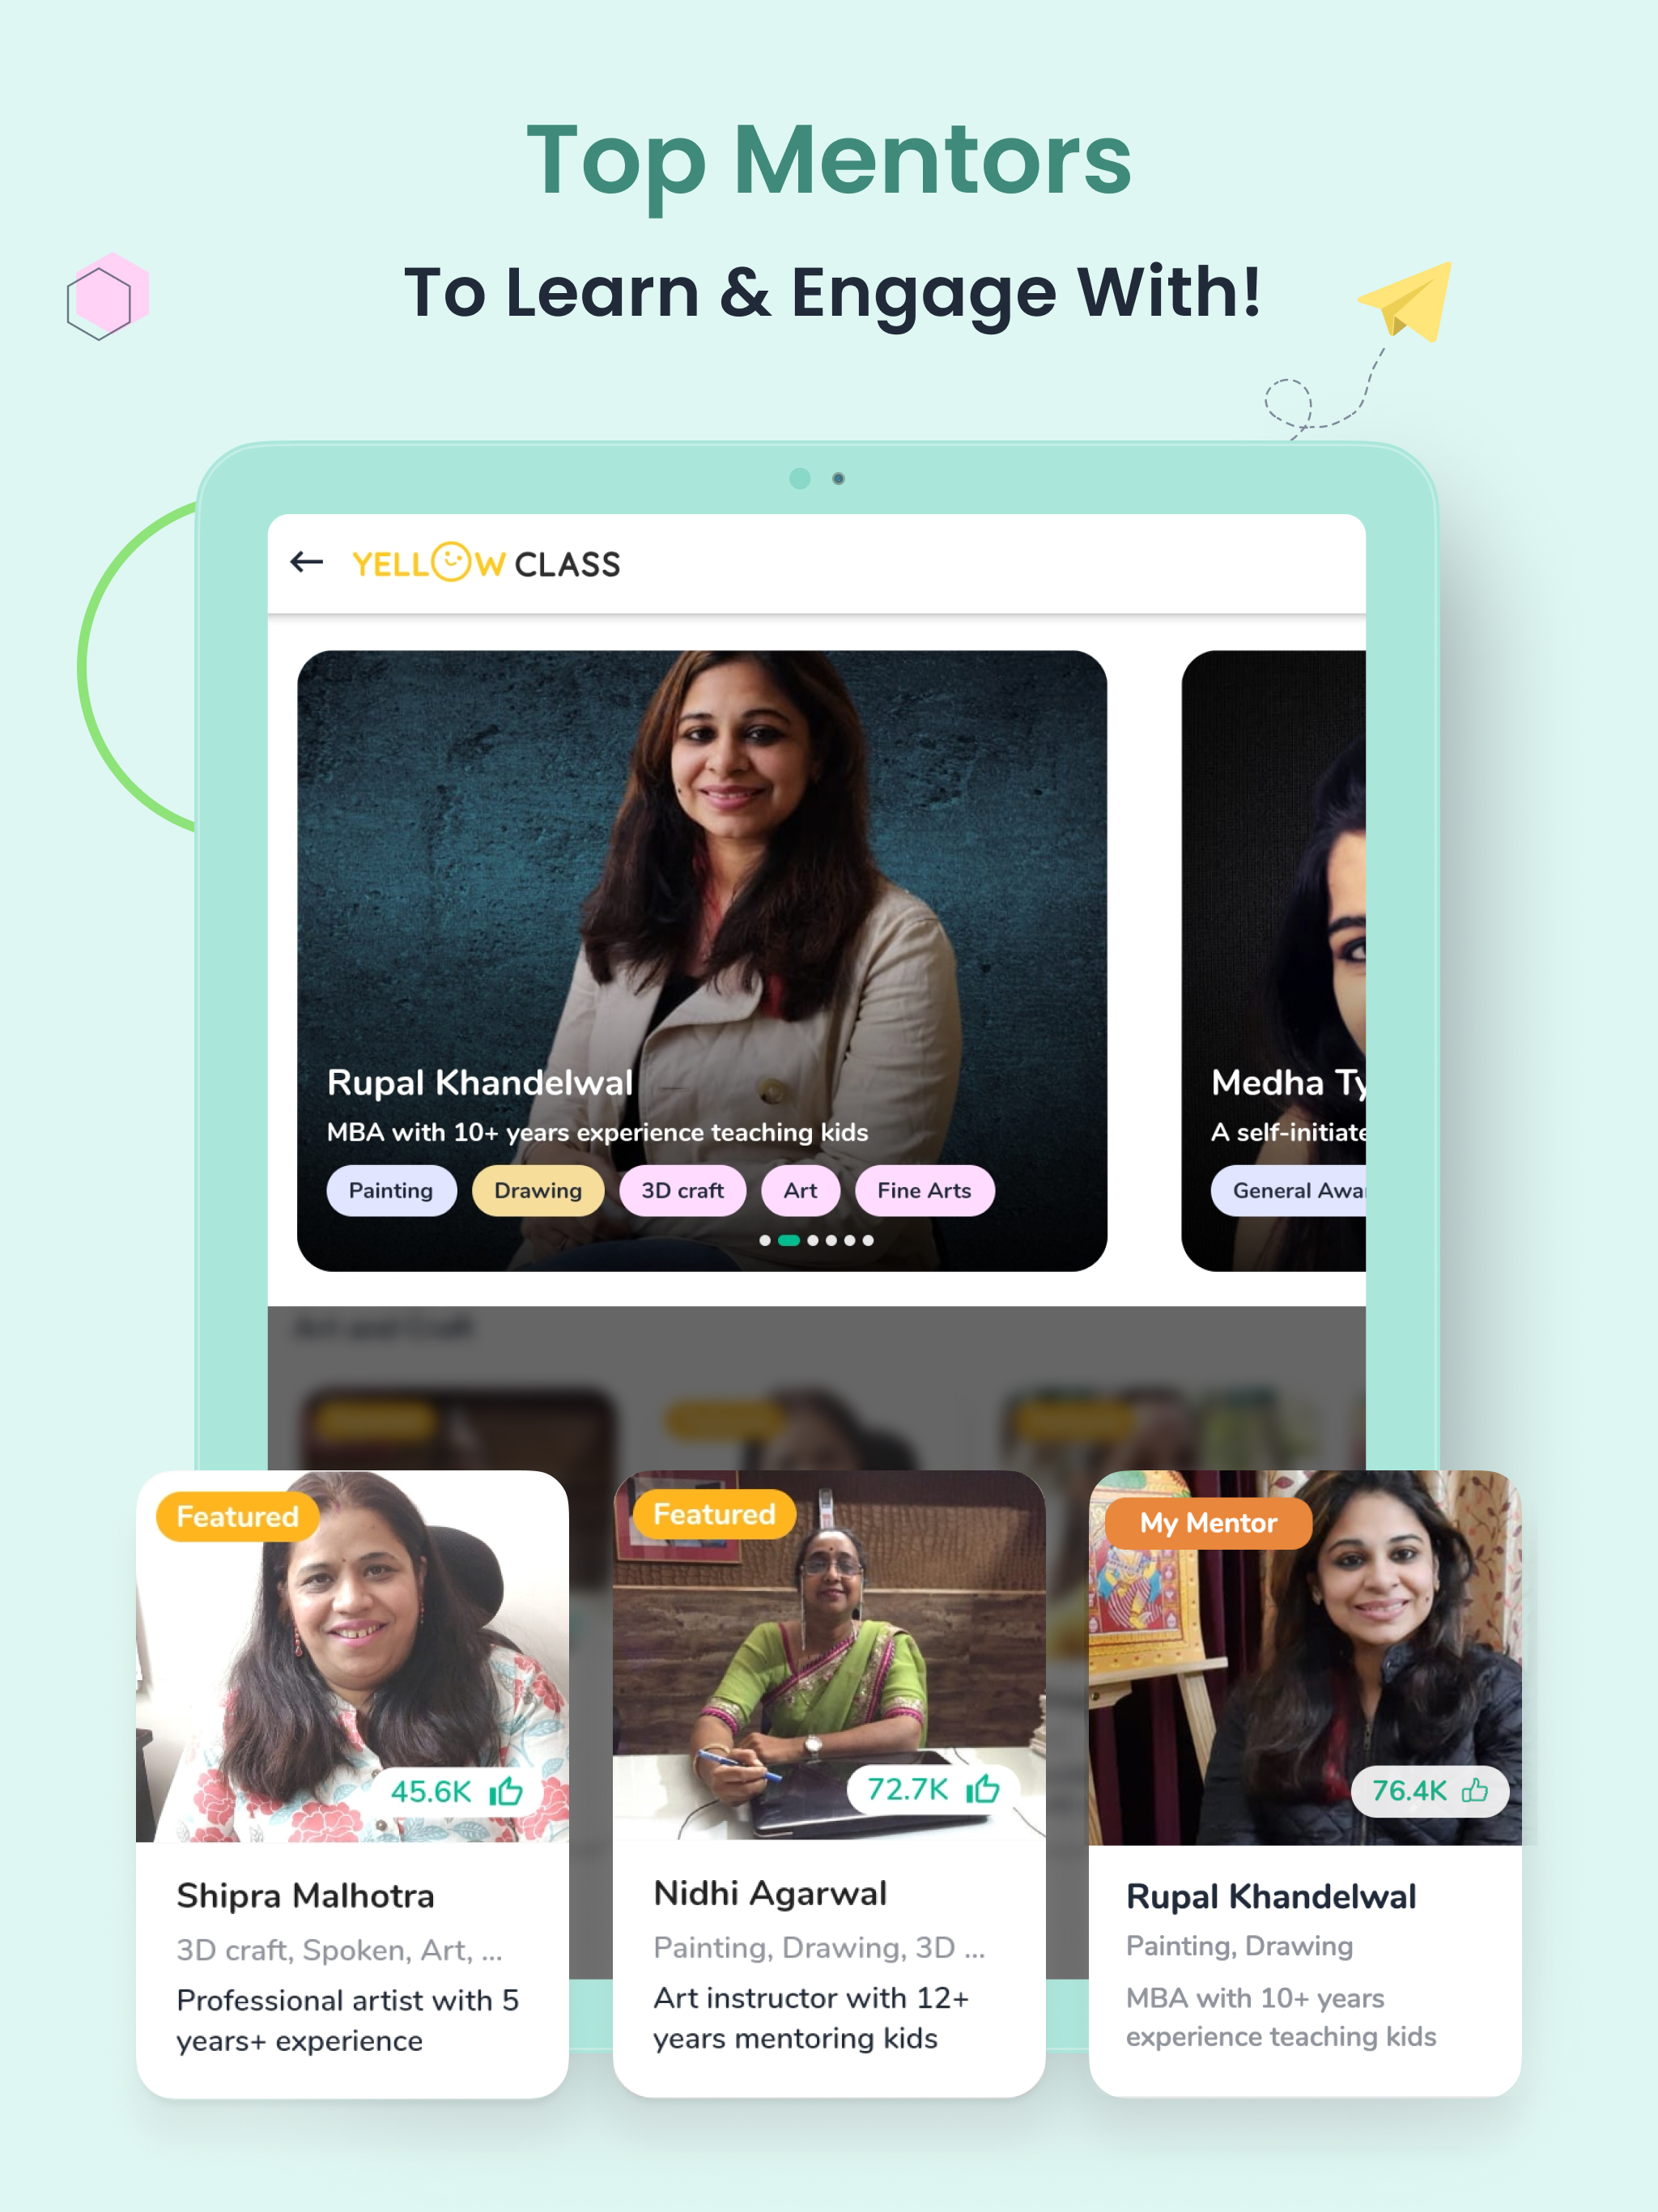 Top Mentors
To Learn & Engage With!
YELLOW CLASS
Rupal Khandelwal
MBA with 10+ years experience teaching kids
Painting
Drawing
3D craft
Art
Fine Arts
Medha Ty
A self-initiate
General Awa
Art and Craft
Featured
45.6K
Shipra Malhotra
3D craft, Spoken, Art, ...
Professional artist with 5
years+ experience
Featured
72.7K
Nidhi Agarwal
Painting, Drawing, 3D ...
Art instructor with 12+
years mentoring kids
My Mentor
76.4K
Rupal Khandelwal
Painting, Drawing
MBA with 10+ years
experience teaching kids